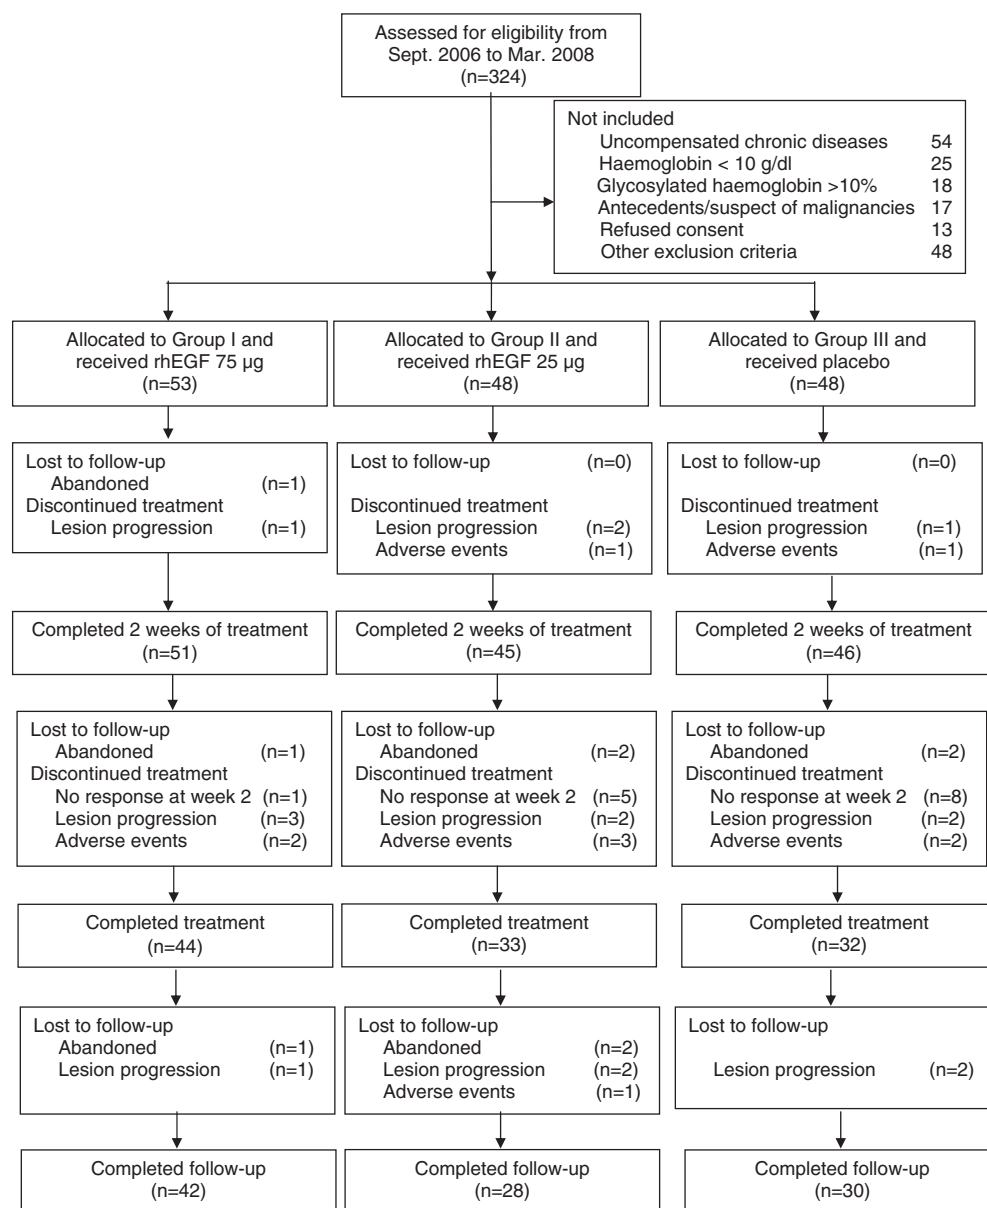 Assessed for eligibility from
Sept. 2006 to Mar. 2008
(n=324)
Not included
Uncompensated chronic diseases 54
Haemoglobin < 10 g/dl 25
Glycosylated haemoglobin >10% 18
Antecedents/suspect of malignancies 17
Refused consent 13
Other exclusion criteria 48
Allocated to Group I and
received rhEGF 75 µg
(n=53)
Allocated to Group II and
received rhEGF 25 µg
(n=48)
Allocated to Group III and
received placebo
(n=48)
Lost to follow-up
Abandoned (n=1)
Discontinued treatment
Lesion progression (n=1)
Lost to follow-up (n=0)
Discontinued treatment
Lesion progression (n=2)
Adverse events (n=1)
Lost to follow-up (n=0)
Discontinued treatment
Lesion progression (n=1)
Adverse events (n=1)
Completed 2 weeks of treatment
(n=51)
Completed 2 weeks of treatment
(n=45)
Completed 2 weeks of treatment
(n=46)
Lost to follow-up
Abandoned (n=1)
Discontinued treatment
No response at week 2 (n=1)
Lesion progression (n=3)
Adverse events (n=2)
Lost to follow-up
Abandoned (n=2)
Discontinued treatment
No response at week 2 (n=5)
Lesion progression (n=2)
Adverse events (n=3)
Lost to follow-up
Abandoned (n=2)
Discontinued treatment
No response at week 2 (n=8)
Lesion progression (n=2)
Adverse events (n=2)
Completed treatment
(n=44)
Completed treatment
(n=33)
Completed treatment
(n=32)
Lost to follow-up
Abandoned (n=1)
Lesion progression (n=1)
Lost to follow-up
Abandoned (n=2)
Lesion progression (n=2)
Adverse events (n=1)
Lost to follow-up
Lesion progression (n=2)
Completed follow-up
(n=42)
Completed follow-up
(n=28)
Completed follow-up
(n=30)